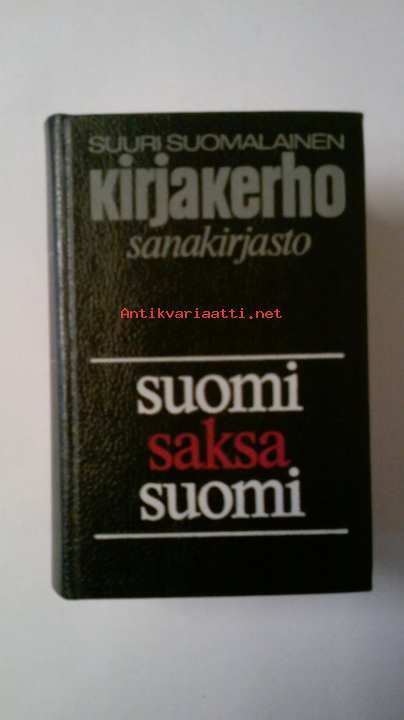 SUURI SUOMALAINEN
Kirjakerho
sanakirjasto
Antikvariaatti.net
suomi
saksa
suomi